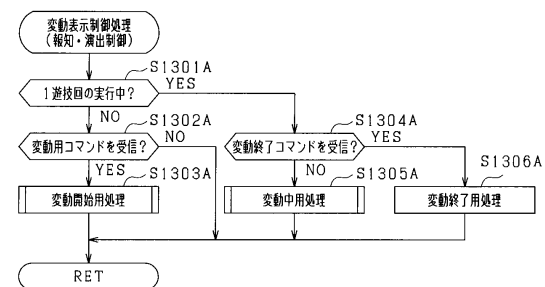 変動表示制御処理
(報知・演出制御)
S1301A
1遊技回の実行中?
YES
NO
S1302A
変動用コマンドを受信?
NO
YES
S1304A
変動終了コマンドを受信?
YES
NO
S1303A
変動開始用処理
S1305A
変動中用処理
S1306A
変動終了用処理
RET